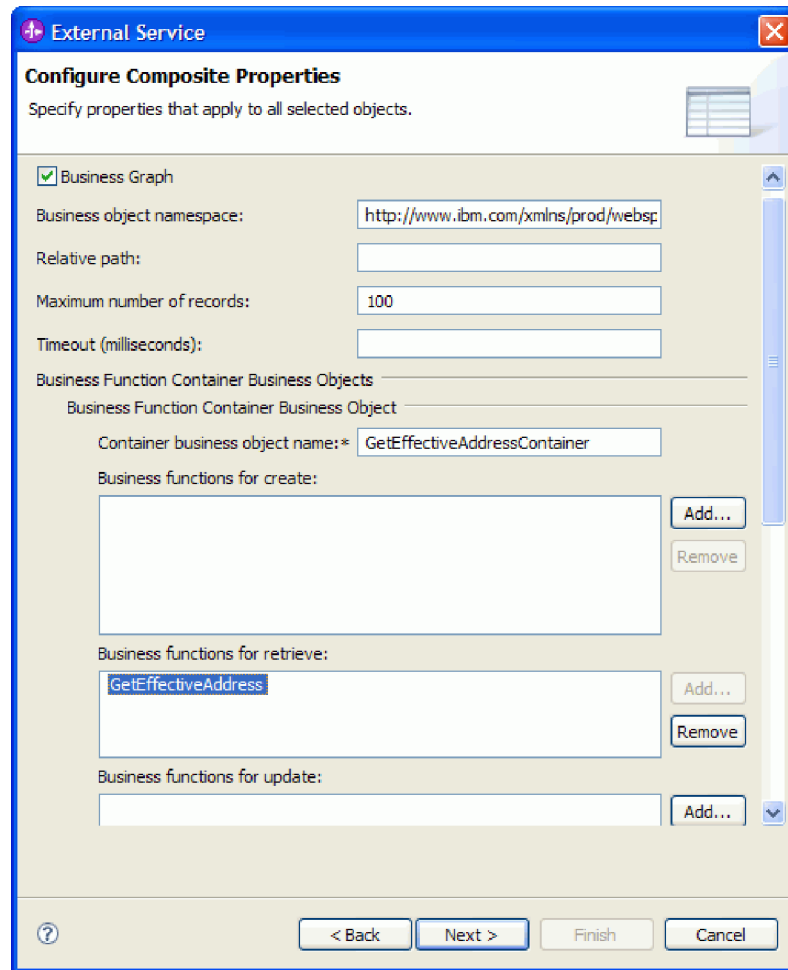 External Service
Configure Composite Properties
Specify properties that apply to all selected objects.
Business Graph
Business object namespace: http://www.ibm.com/xmlns/prod/websp
Relative path:
Maximum number of records: 100
Timeout (milliseconds):
Business Function Container Business Objects
Business Function Container Business Object
Container business object name:* GetEffectiveAddressContainer
Business functions for create:
Add...
Remove
Business functions for retrieve:
GetEffectiveAddress
Add...
Remove
Business functions for update:
Add...
? < Back Next > Finish Cancel